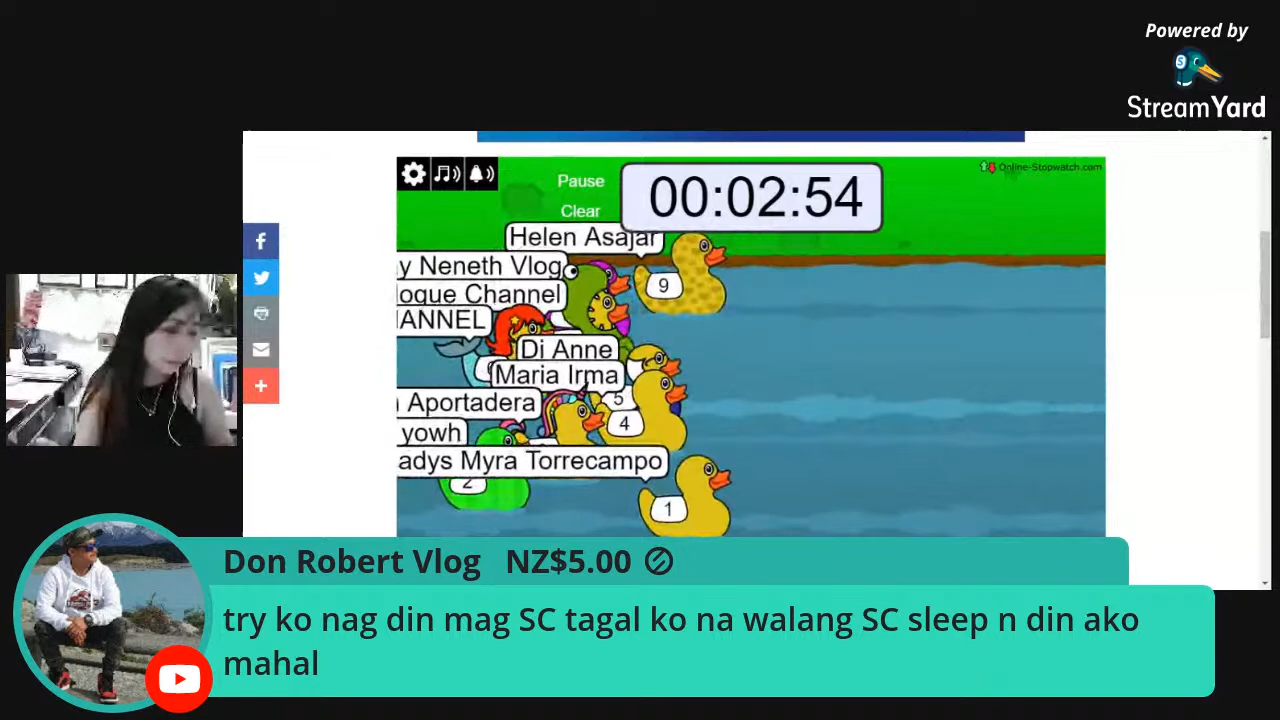 Powered by
StreamYard
Pause
Clear
00:02:54
Online-Stopwatch.com
Helen Asajar
9
ay Neneth Vlog
oque Channel
HANNEL
Di Anne
Maria Irma
5
Aportadera
4
yowh
adys Myra Torrecampo
2
1
Don Robert Vlog NZ$5.00
try ko nag din mag SC tagal ko na walang SC sleep n din ako
mahal